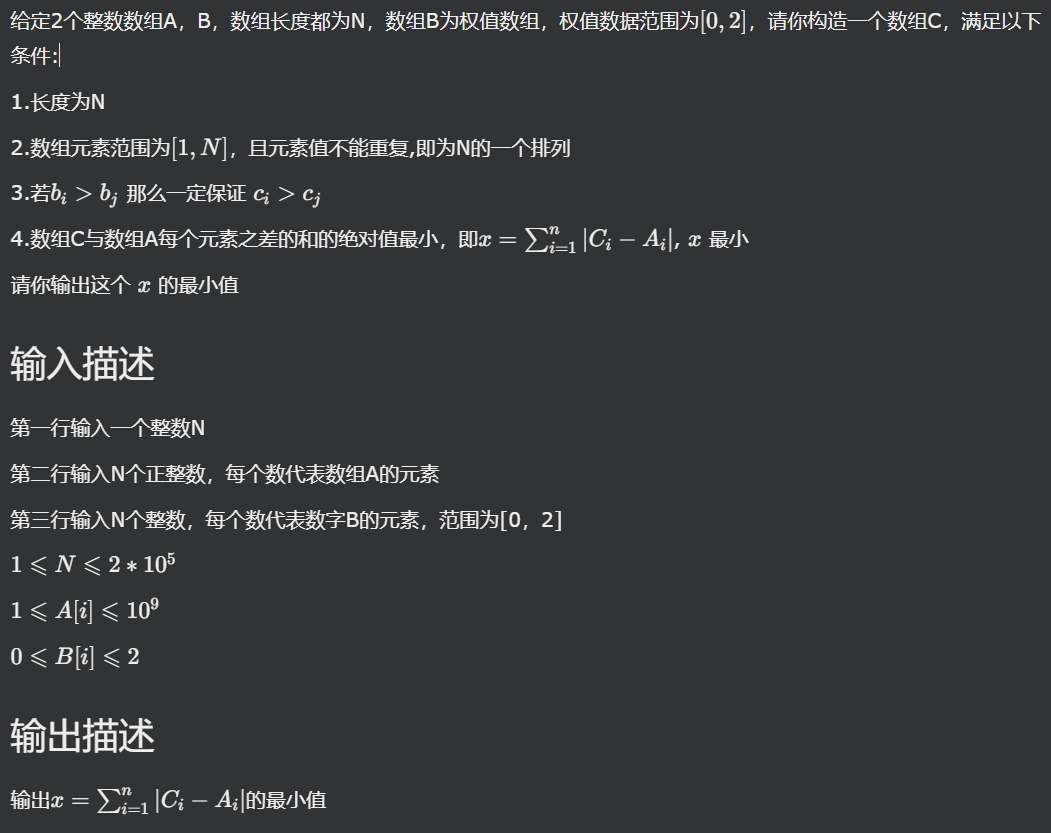 给定2个整数数组A，B，数组长度都为N，数组B为权值数组，权值数据范围为[0, 2]，请你构造一个数组C，满足以下
条件:
1.长度为N
2.数组元素范围为[1, N]，且元素值不能重复,即为N的一个排列
3.若b_i > b_j 那么一定保证 c_i > c_j
4.数组C与数组A每个元素之差的和的绝对值最小，即x = ∑_{i=1}^{n} |C_i − A_i|, x 最小
请你输出这个 x 的最小值
输入描述
第一行输入一个整数N
第二行输入N个正整数，每个数代表数组A的元素
第三行输入N个整数，每个数代表数字B的元素，范围为[0，2]
1 ⩽ N ⩽ 2 ∗ 10^5
1 ⩽ A[i] ⩽ 10^9
0 ⩽ B[i] ⩽ 2
输出描述
输出x = ∑_{i=1}^{n} |C_i − A_i|的最小值